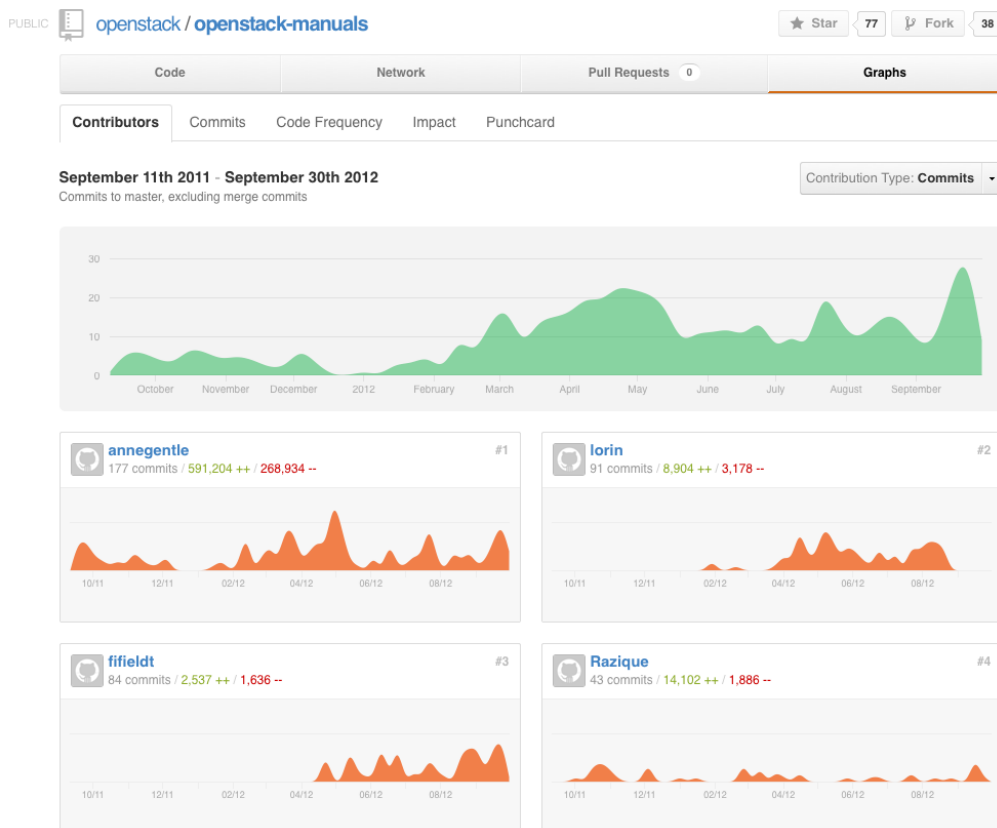 PUBLIC openstack / openstack-manuals Star 77 Fork 38
Code Network Pull Requests 0 Graphs
Contributors Commits Code Frequency Impact Punchcard
September 11th 2011 - September 30th 2012
Commits to master, excluding merge commits
Contribution Type: Commits
30
20
10
0
October November December 2012 February March April May June July August September
annegentle #1
177 commits / 591,204 ++ / 268,934 --
10/11 12/11 02/12 04/12 06/12 08/12
lorin #2
91 commits / 8,904 ++ / 3,178 --
10/11 12/11 02/12 04/12 06/12 08/12
fifieldt #3
84 commits / 2,537 ++ / 1,636 --
10/11 12/11 02/12 04/12 06/12 08/12
Razique #4
43 commits / 14,102 ++ / 1,886 --
10/11 12/11 02/12 04/12 06/12 08/12